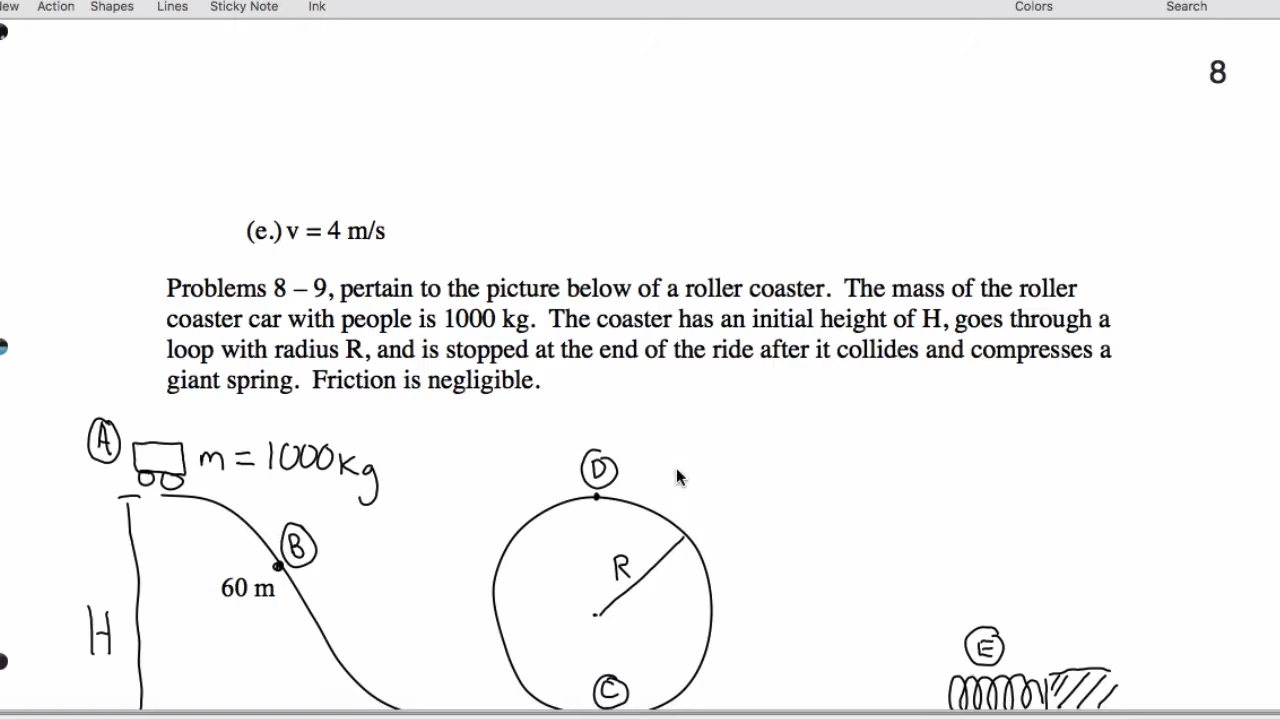 Action Shapes Lines Sticky Note Ink Colors Search
8
(e.) v = 4 m/s
Problems 8 – 9, pertain to the picture below of a roller coaster. The mass of the roller
coaster car with people is 1000 kg. The coaster has an initial height of H, goes through a
loop with radius R, and is stopped at the end of the ride after it collides and compresses a
giant spring. Friction is negligible.
A
m = 1000 kg
D
B
R
60 m
H
E
C